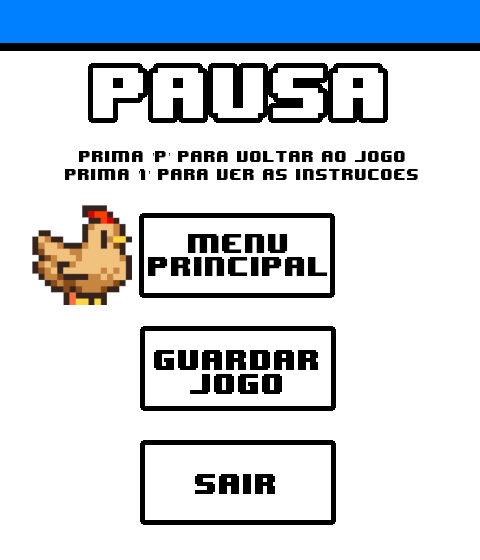 PAUSA
PRIMA 'P' PARA VOLTAR AO JOGO
PRIMA 'I' PARA VER AS INSTRUCOES
MENU
PRINCIPAL
GUARDAR
JOGO
SAIR